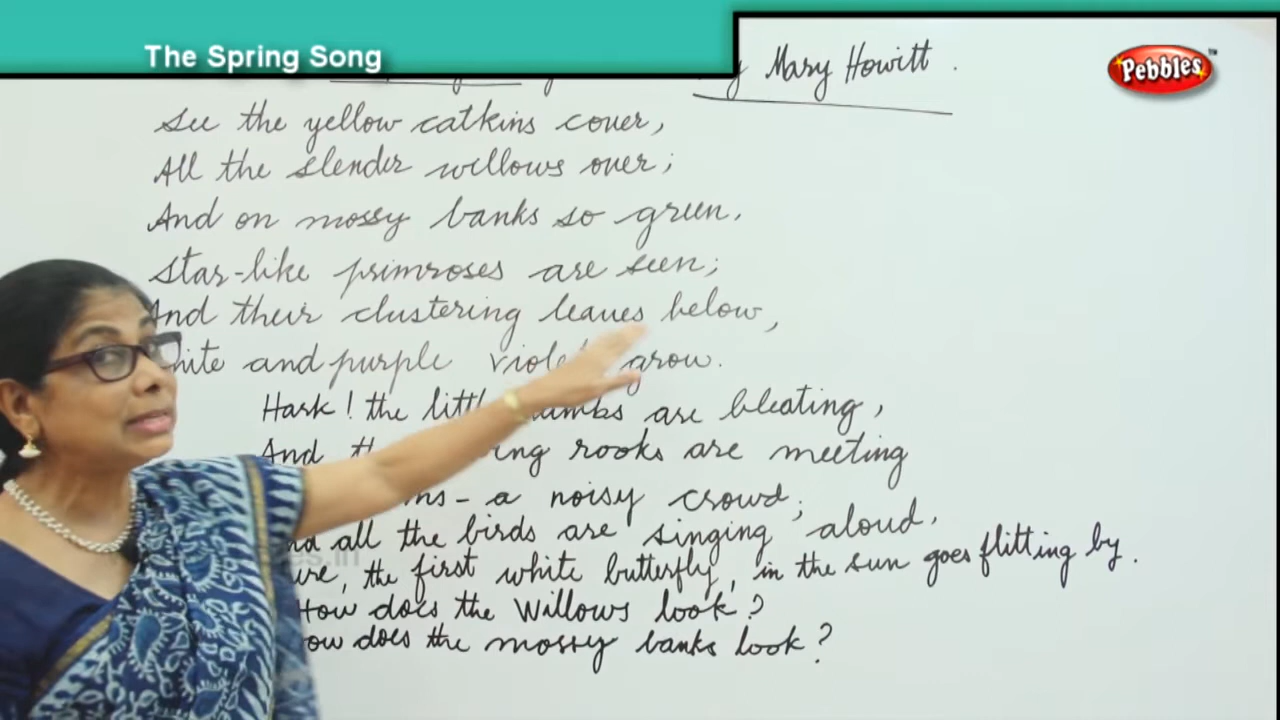 The Spring Song
by Mary Howitt.
Pebbles™
See the yellow catkins cover,
All the slender willows over;
And on mossy banks so green,
Star-like primroses are seen;
And their clustering leaves below,
and purple grow.
Hark! the are bleating,
And rooks are meeting
– a noisy crowd;
all the birds are singing aloud,
the first white butterfly, in the sun goes flitting by.
How does the Willows look?
How does the mossy banks look?